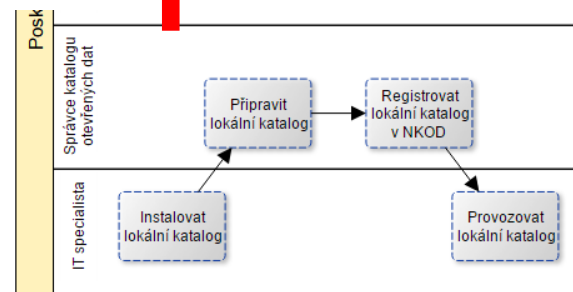 Posk
Správce katalogu
otevřených dat
Připravit
lokální katalog
Registrovat
lokální katalog
v NKOD
IT specialista
Instalovat
lokální katalog
Provozovat
lokální katalog